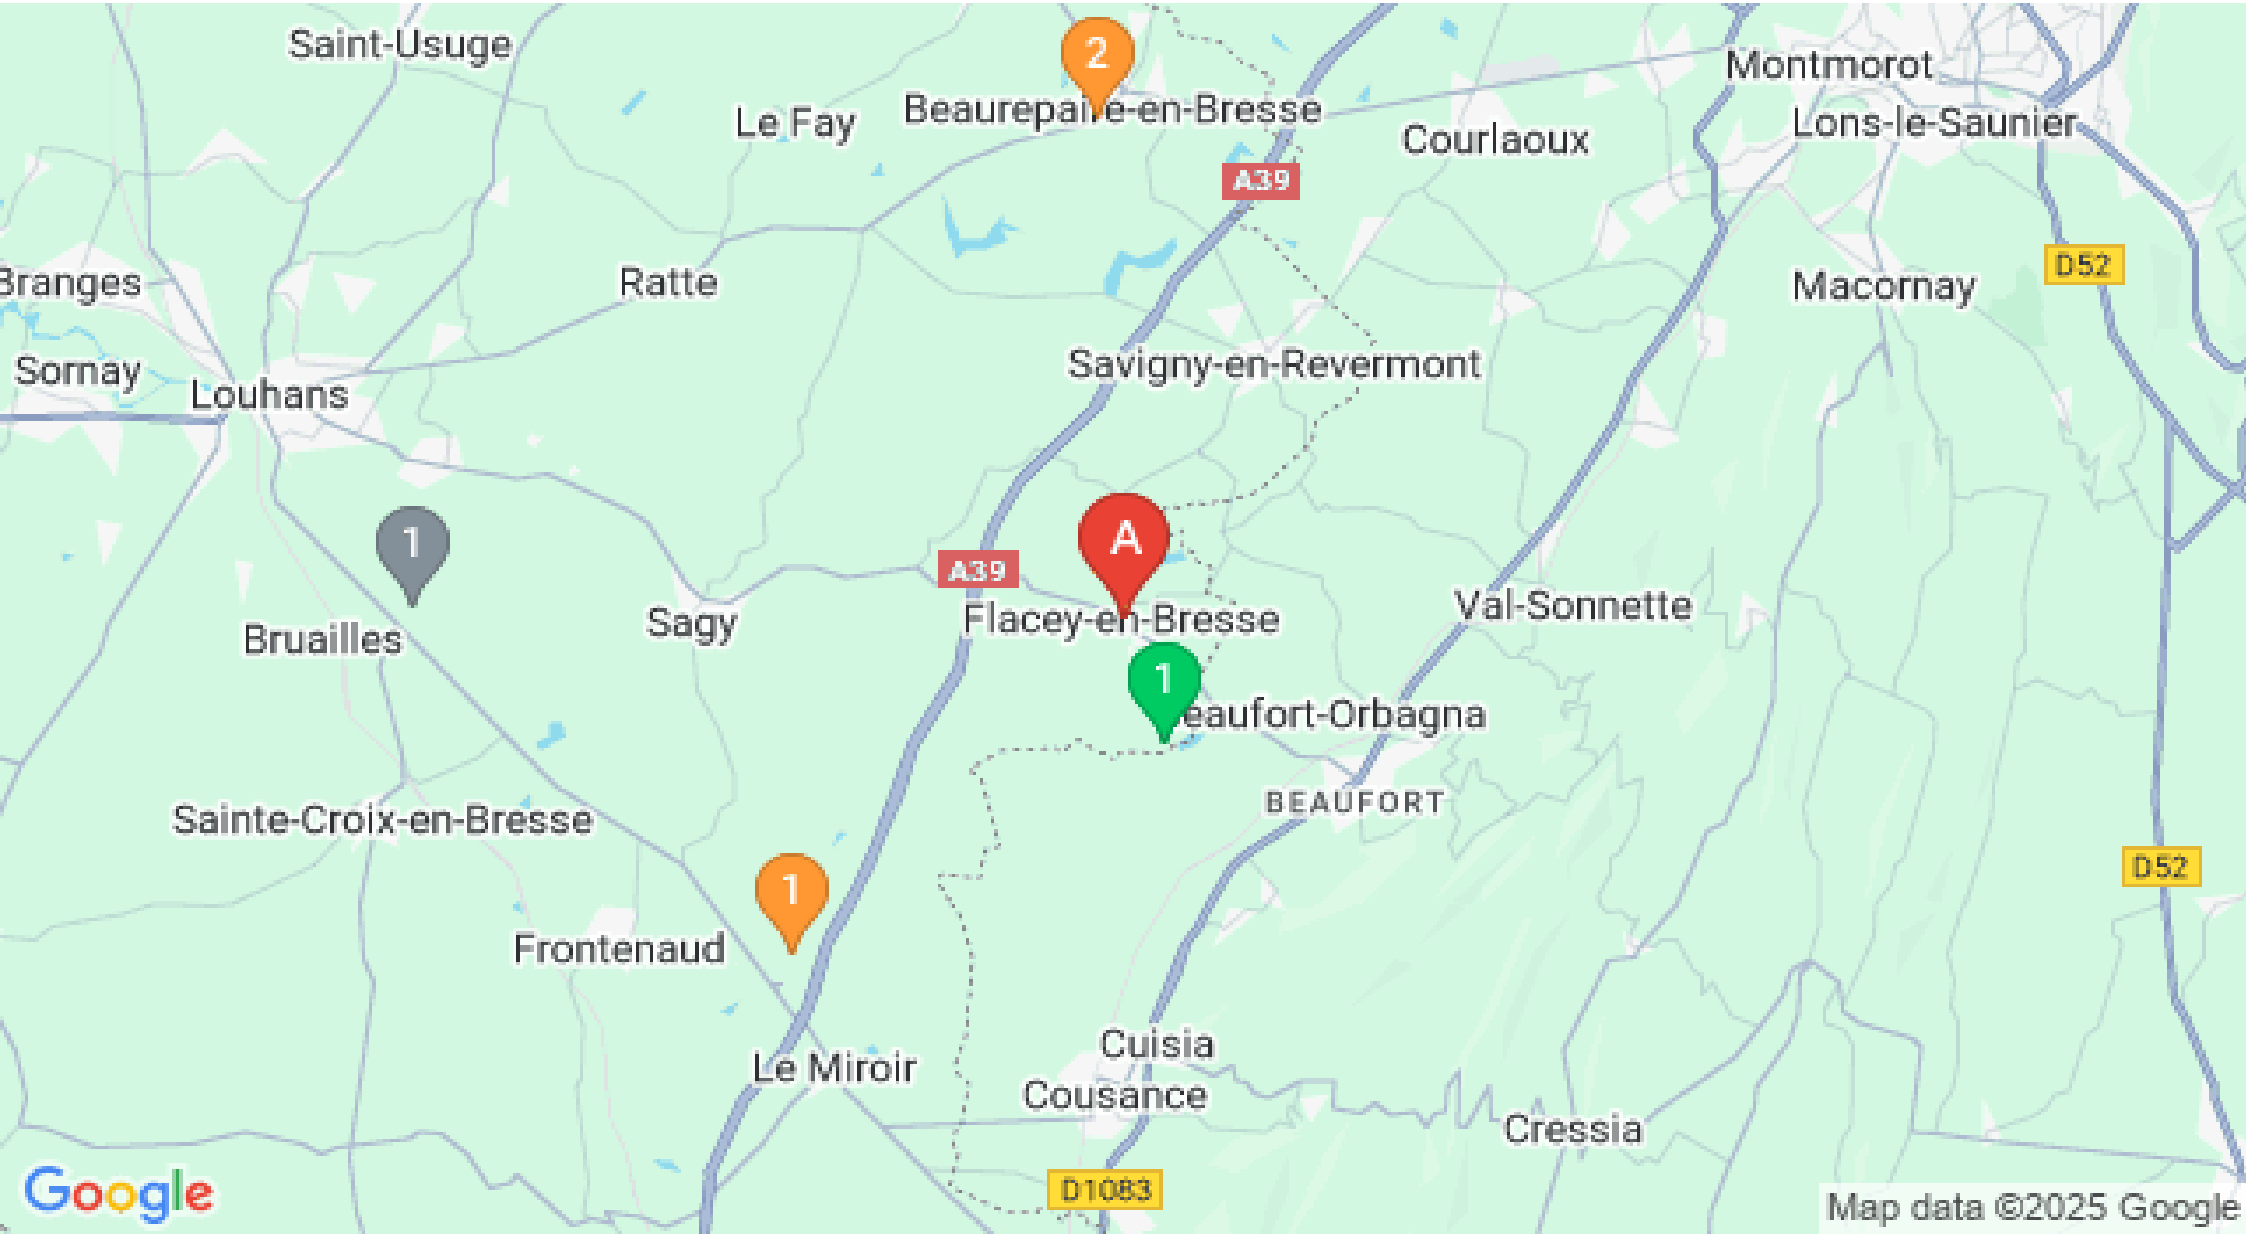 Saint-Usuge
2
Montmorot
Le Fay
Beaurepaire-en-Bresse
Lons-le-Saunier
Courlaoux
A39
D52
Branges
Ratte
Macornay
Sornay
Savigny-en-Revermont
Louhans
1
A
A39
Val-Sonnette
Flacey-en-Bresse
Sagy
Bruailles
1
eaufort-Orbagna
BEAUFORT
Sainte-Croix-en-Bresse
D52
1
Frontenaud
Cuisia
Le Miroir
Cousance
Cressia
D1083
Google
Map data ©2025 Google